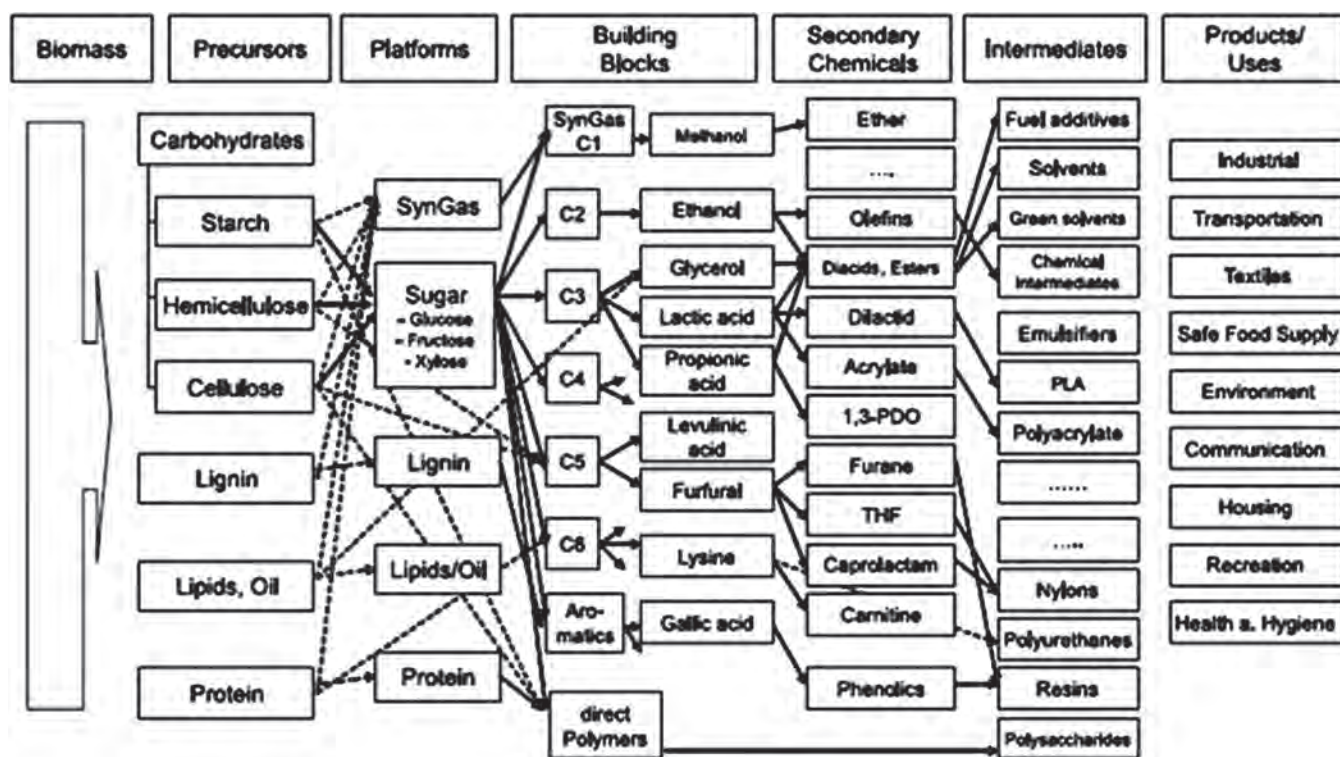 Biomass
Precursors
Platforms
Building
Blocks
Secondary
Chemicals
Intermediates
Products/
Uses
Carbohydrates
Starch
Hemicellulose
Cellulose
Lignin
Lipids, Oil
Protein
SynGas
Sugar
- Glucose
- Fructose
- Xylose
Lignin
Lipids/Oil
Protein
SynGas
C1
C2
C3
C4
C5
C6
Aro-
matics
direct
Polymers
Methanol
Ethanol
Glycerol
Lactic acid
Propionic
acid
Levulinic
acid
Furfural
Lysine
Gallic acid
Ether
....
Olefins
Diacids, Esters
Dilactid
Acrylate
1,3-PDO
Furane
THF
Caprolactam
Carnitine
Phenolics
Fuel additives
Solvents
Green solvents
Chemical
Intermediates
Emulsifiers
PLA
Polyacrylate
......
.....
Nylons
Polyurethanes
Resins
Polysaccharides
Industrial
Transportation
Textiles
Safe Food Supply
Environment
Communication
Housing
Recreation
Health a. Hygiene